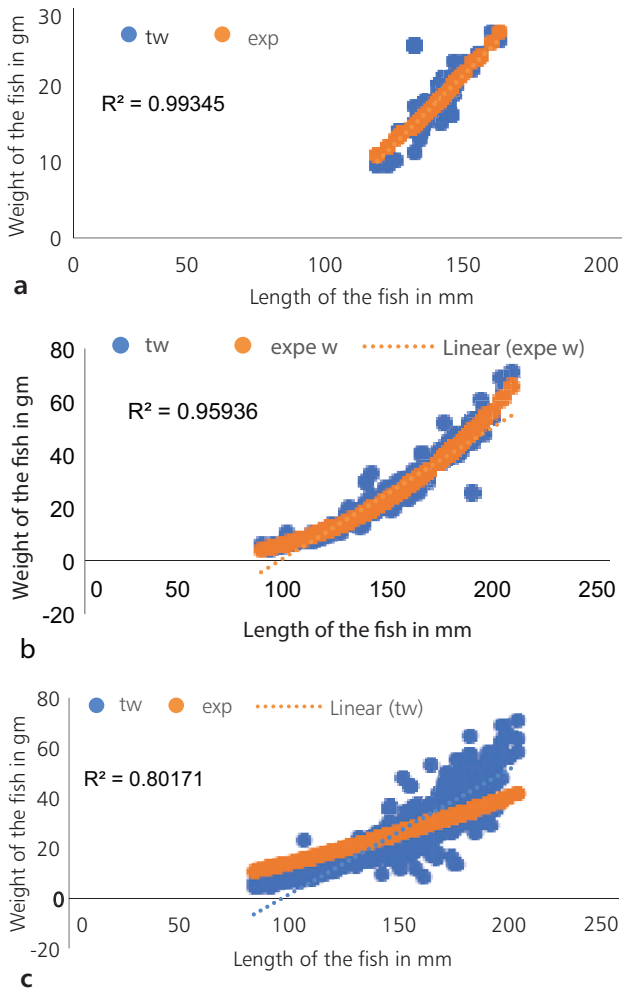 Weight of the fish in gm
30
20
10
0
tw exp
R² = 0.99345
0 50 100 150 200
Length of the fish in mm
a
Weight of the fish in gm
80
60
40
20
0
-20
tw expe w Linear (expe w)
R² = 0.95936
0 50 100 150 200 250
Length of the fish in mm
b
Weight of the fish in gm
80
60
40
20
0
-20
tw exp Linear (tw)
R² = 0.80171
0 50 100 150 200 250
Length of the fish in mm
c